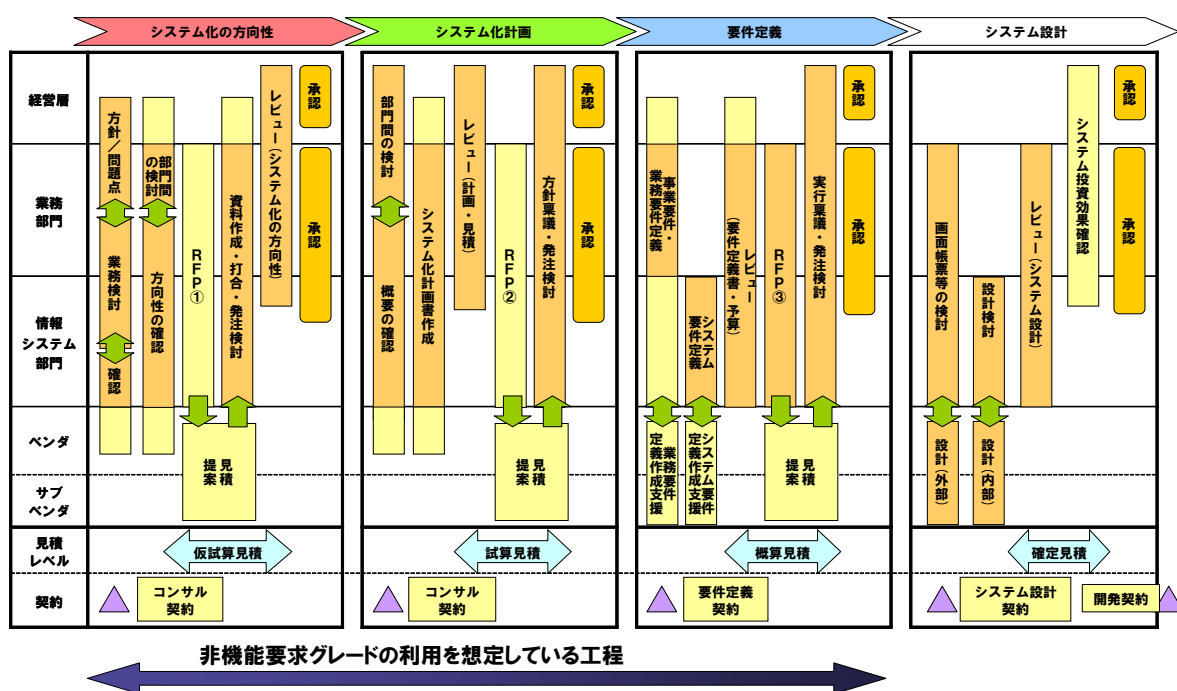 システム化の方向性
システム化計画
要件定義
システム設計
経営層
業務
部門
情報
システム
部門
ベンダ
サブ
ベンダ
見積
レベル
契約
方針/問題点
業務検討
確認
部門間
の検討
方向性の確認
RFP①
資料作成・打合・発注検討
レビュー(システム化の方向性)
承認
承認
見積
提案
仮試算見積
コンサル
契約
部門間の検討
概要の確認
システム化計画書作成
レビュー(計画・見積)
RFP②
方針稟議・発注検討
承認
承認
見積
提案
試算見積
コンサル
契約
事業要件・
業務要件定義
システム
要件定義
レビュー
(要件定義書・予算)
RFP③
実行稟議・発注検討
承認
承認
業務要件
定義作成支援
システム要件
定義作成支援
見積
提案
概算見積
要件定義
契約
画面帳票等の検討
設計検討
レビュー(システム設計)
システム投資効果確認
承認
承認
設計(外部)
設計(内部)
確定見積
システム設計
契約
開発契約
非機能要求グレードの利用を想定している工程